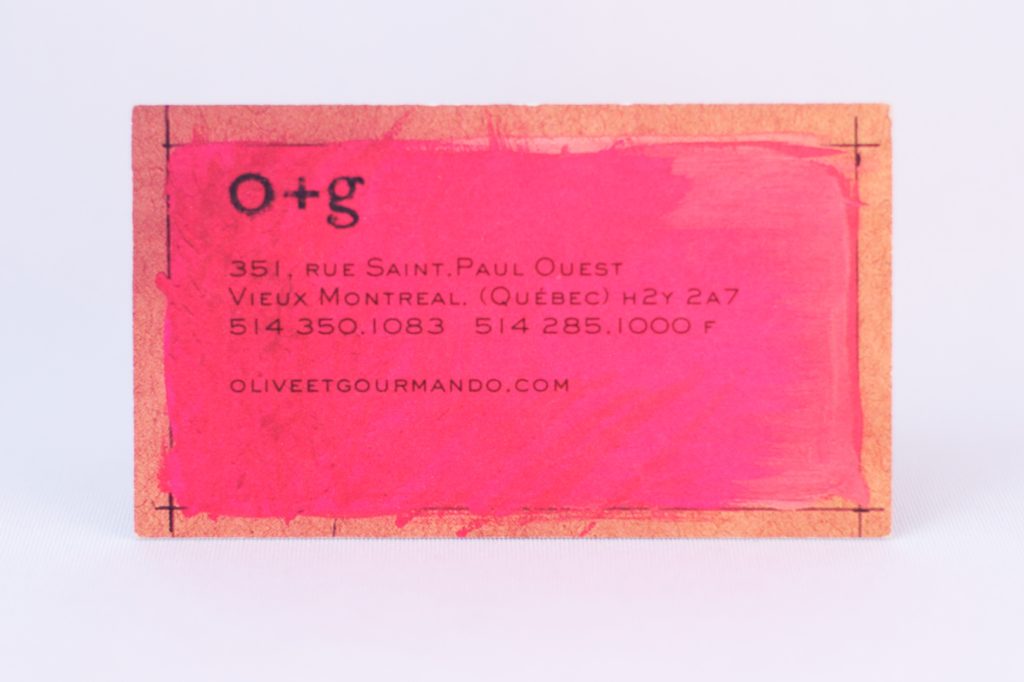 o+g
351, rue Saint.Paul Ouest
Vieux Montreal. (Québec) H2Y 2A7
514 350.1083 514 285.1000 F
oliveetgourmando.com